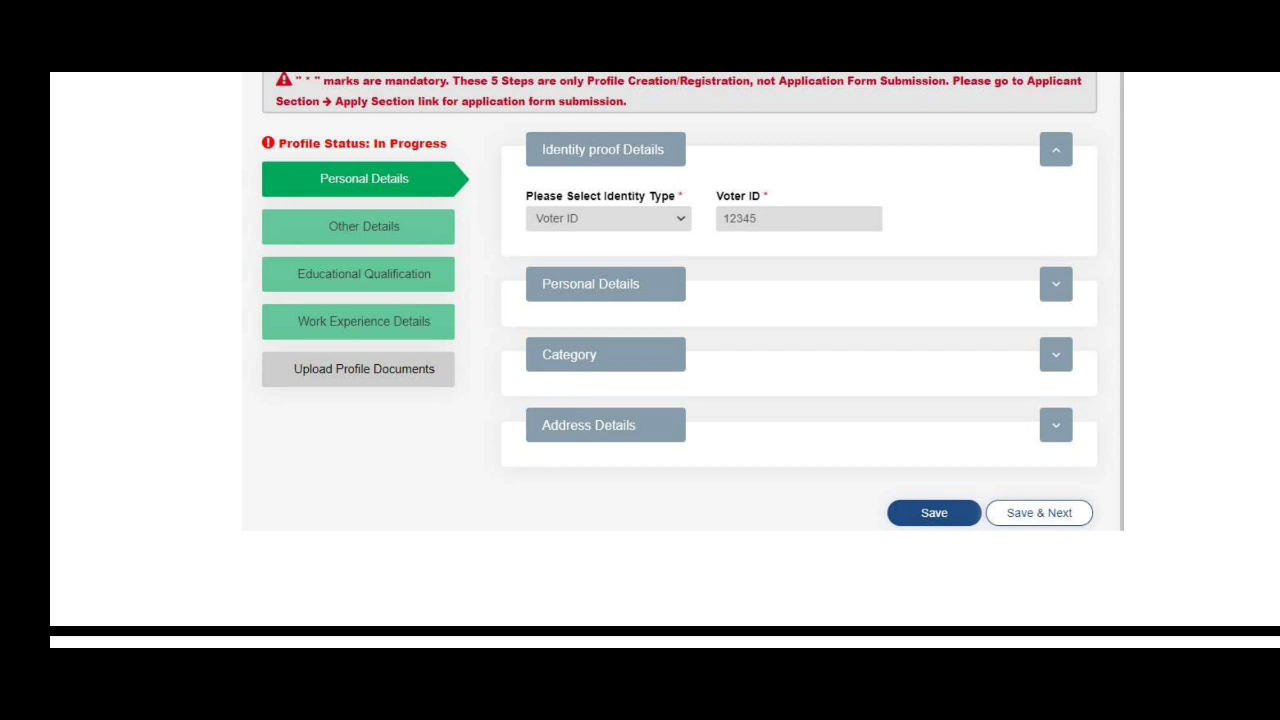 " * " marks are mandatory. These 5 Steps are only Profile Creation/Registration, not Application Form Submission. Please go to Applicant
Section → Apply Section link for application form submission.
Profile Status: In Progress
Personal Details
Other Details
Educational Qualification
Work Experience Details
Upload Profile Documents
Identity proof Details
Please Select Identity Type * Voter ID *
Voter ID 12345
Personal Details
Category
Address Details
Save Save & Next